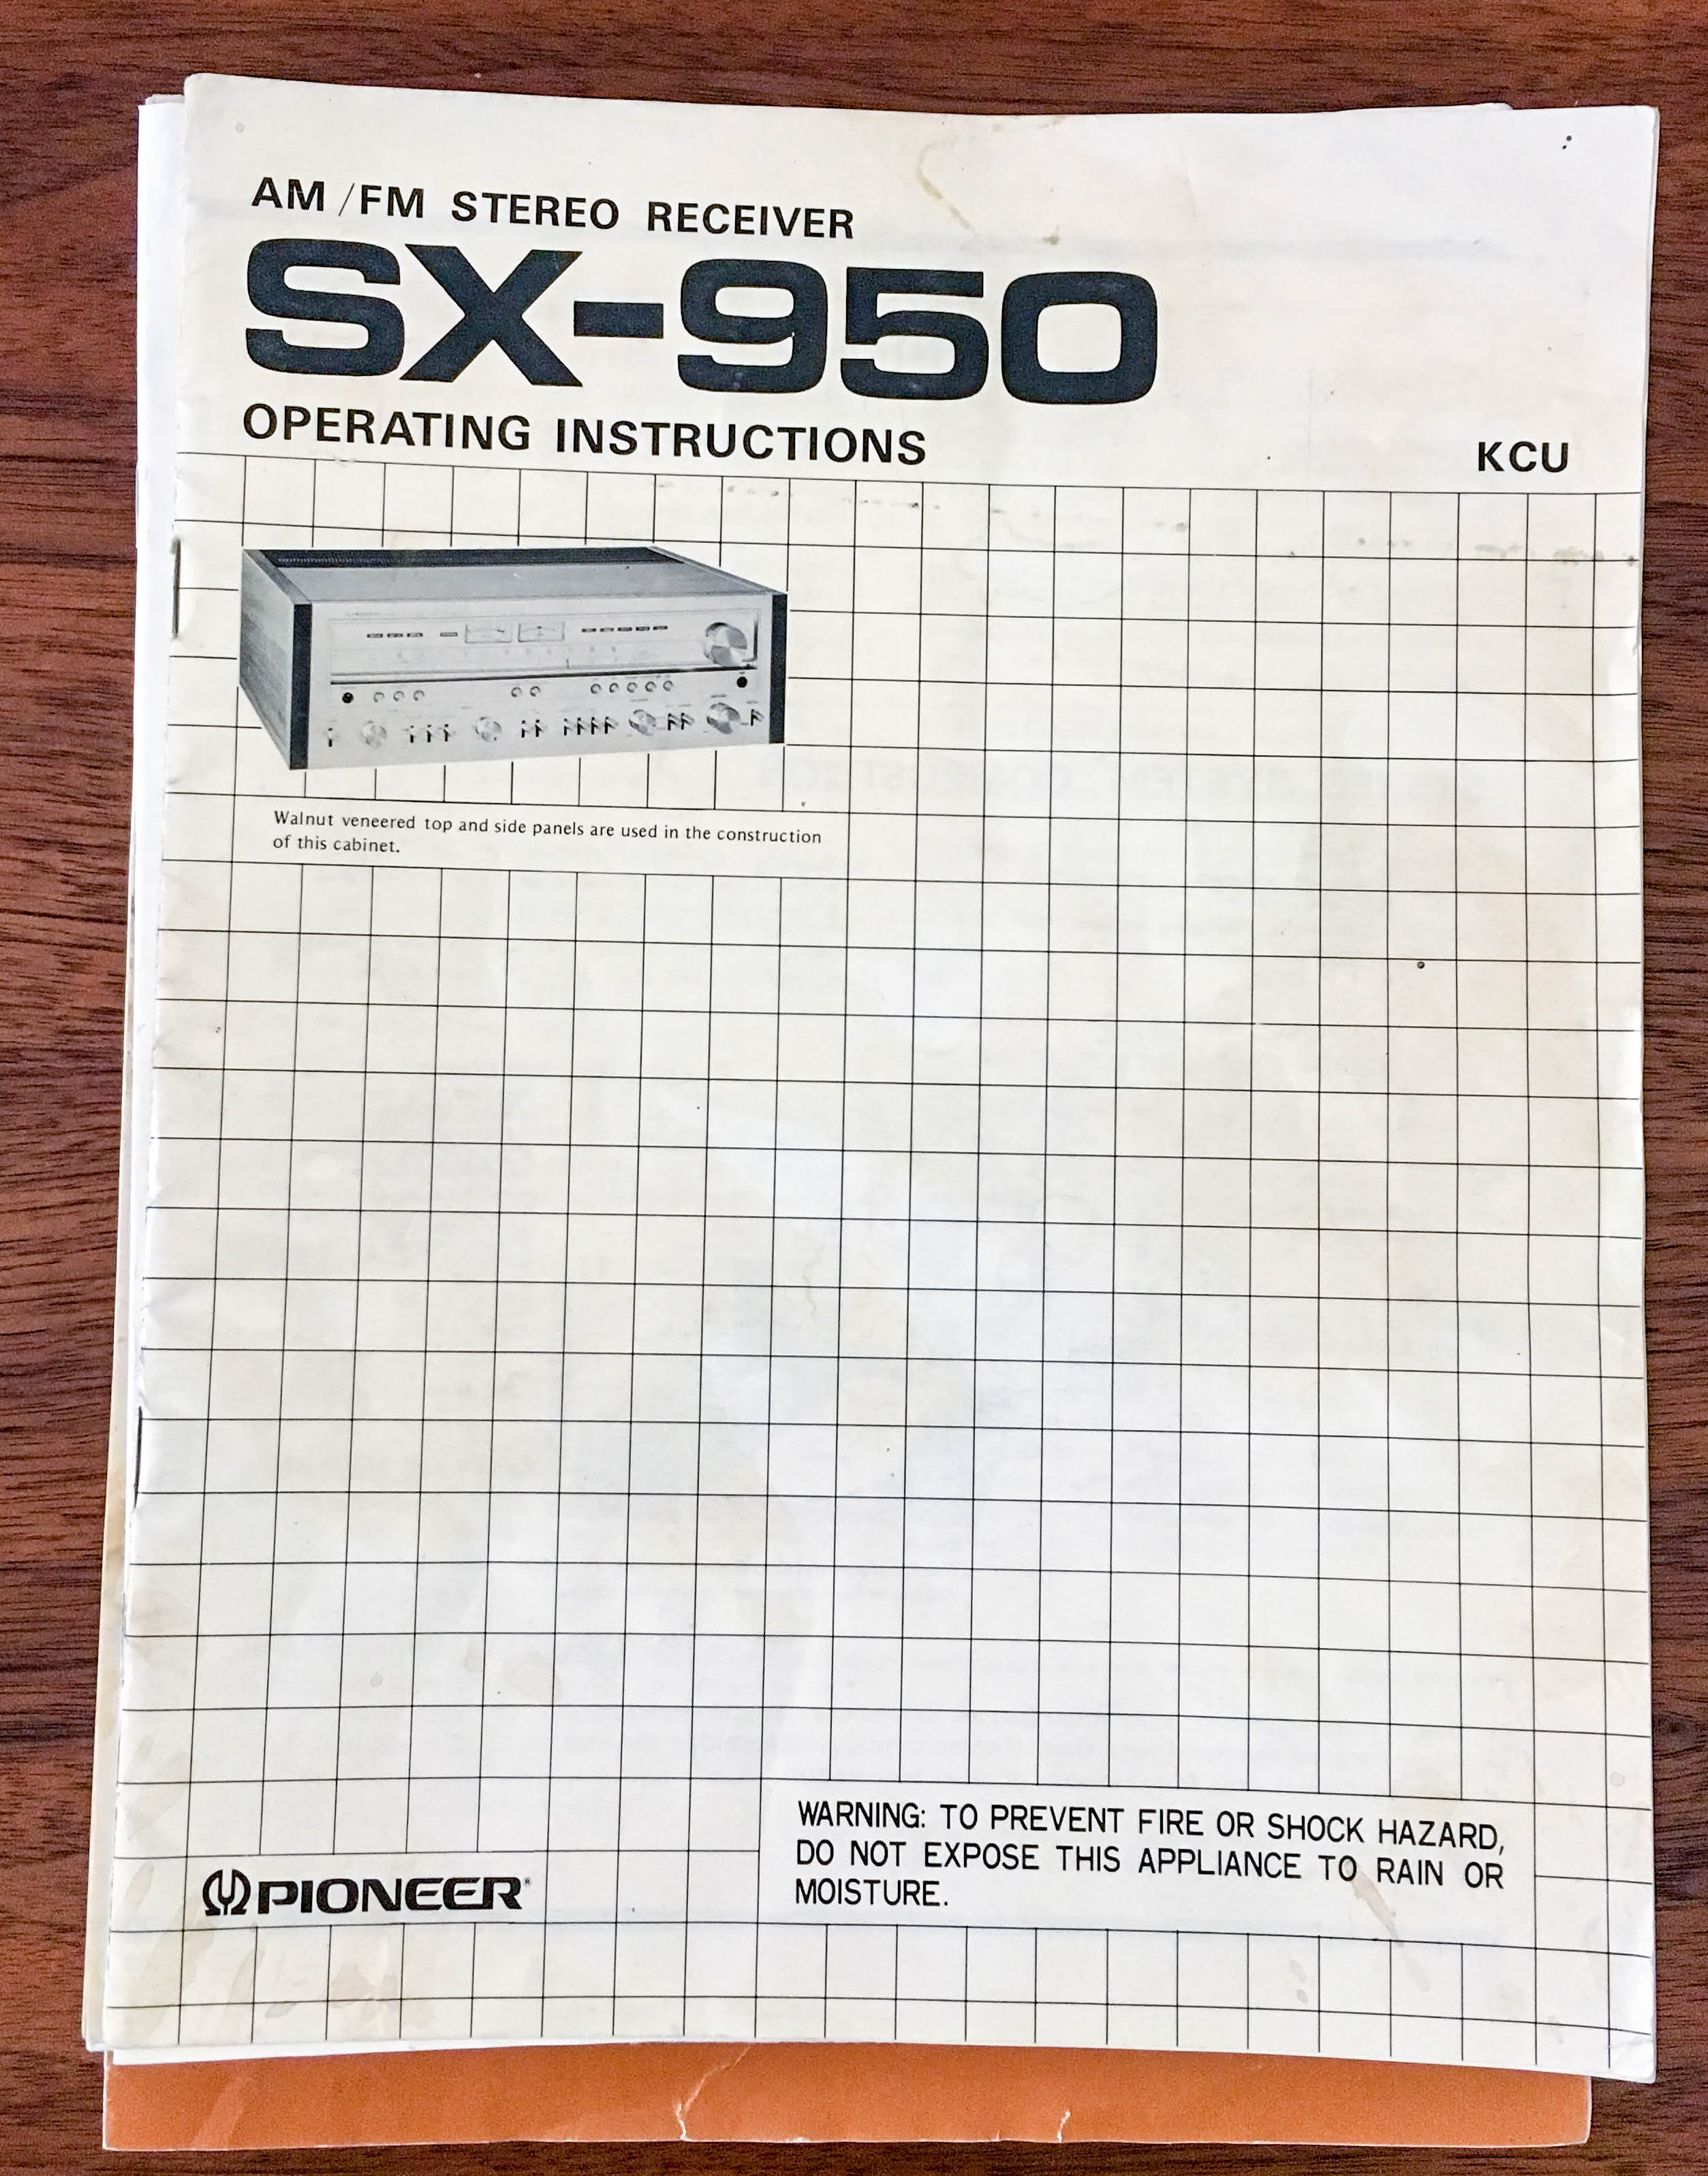 AM/FM STEREO RECEIVER
SX-950
OPERATING INSTRUCTIONS
KCU
Walnut veneered top and side panels are used in the construction
of this cabinet.
WARNING: TO PREVENT FIRE OR SHOCK HAZARD,
DO NOT EXPOSE THIS APPLIANCE TO RAIN OR
MOISTURE.
PIONEER®